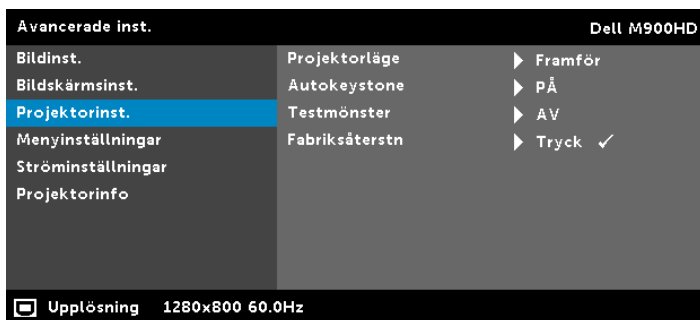 Avancerade inst. Dell M900HD
Bildinst. Projektorläge Framför
Bildskärmsinst. Autokeystone PÅ
Projektorinst. Testmönster AV
Menyinställningar Fabriksåterstn Tryck ✓
Ströminställningar
Projektorinfo
Upplösning 1280x800 60.0Hz